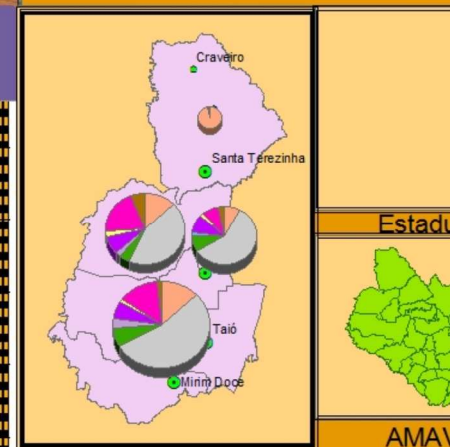 Craveiro
Santa Terezinha
Estadu
Taió
Mirim Doce
AMAV